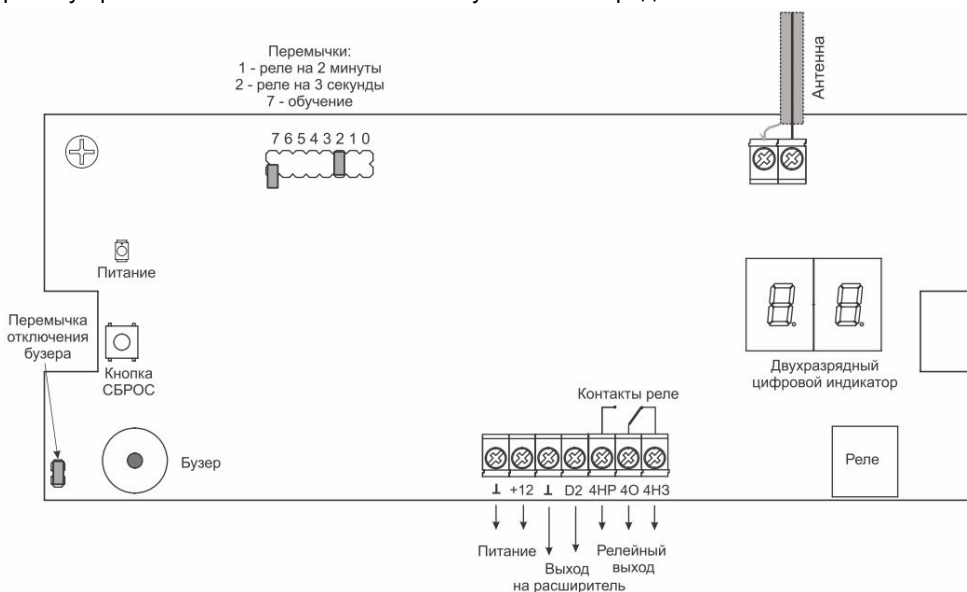 Перемычки:
1 - реле на 2 минуты
2 - реле на 3 секунды
7 - обучение
7 6 5 4 3 2 1 0
Антенна
Питание
Перемычка
отключения
бузера
Кнопка
СБРОС
Бузер
Двухразрядный
цифровой индикатор
Контакты реле
Реле
⊥ +12 ⊥ D2 4НР 4О 4НЗ
Питание
Релейный
выход
Выход
на расширитель